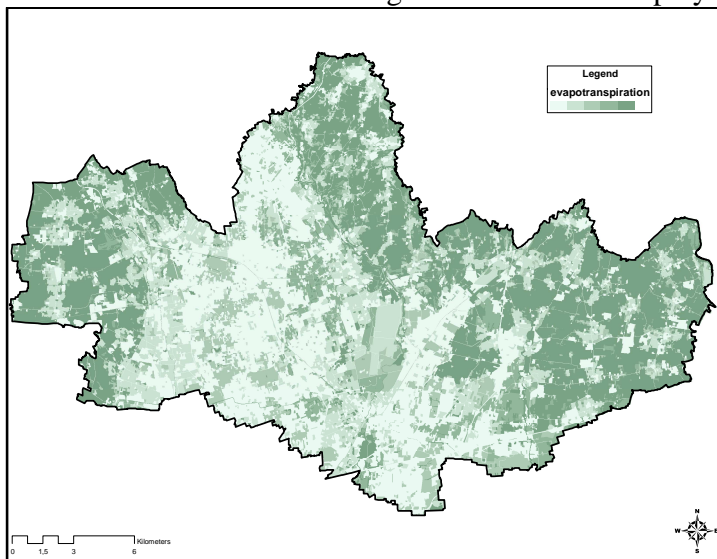 Legend
evapotranspiration
N
W E
S
Kilometers
0 1,5 3 6